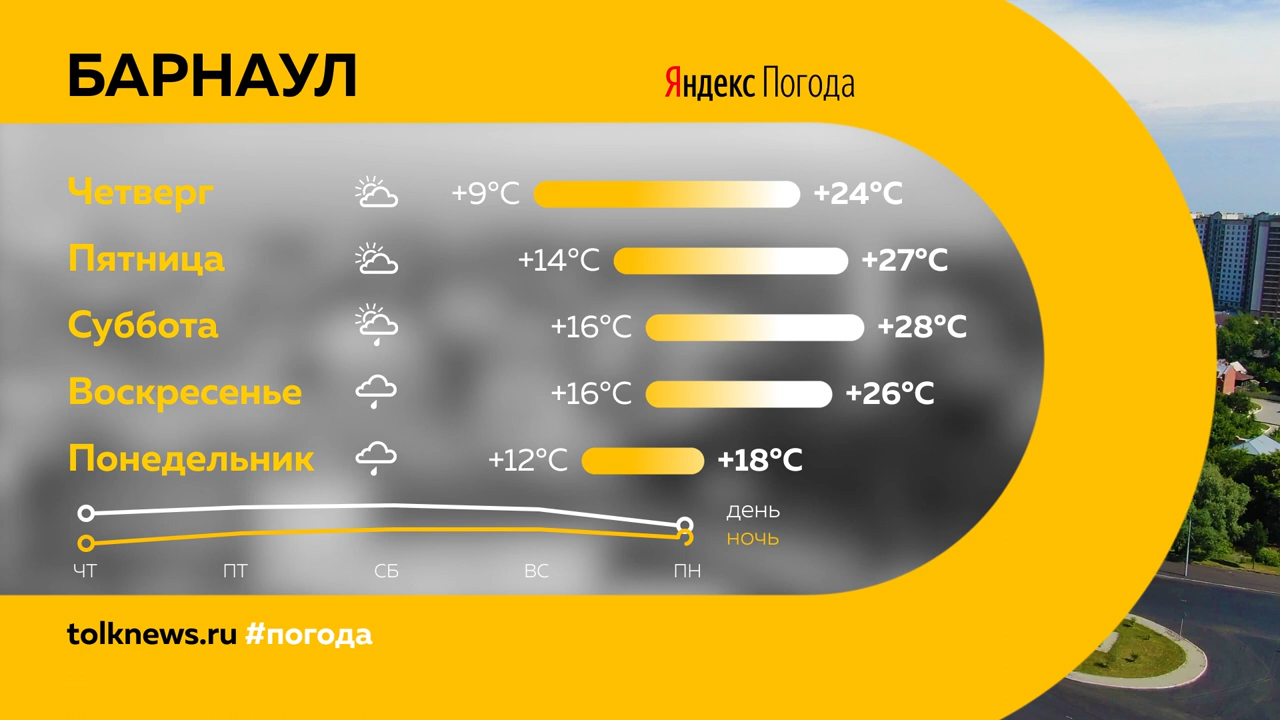 БАРНАУЛ
Яндекс Погода
Четверг +9°C +24°C
Пятница +14°C +27°C
Суббота +16°C +28°C
Воскресенье +16°C +26°C
Понедельник +12°C +18°C
день
ночь
ЧТ ПТ СБ ВС ПН
tolknews.ru #погода